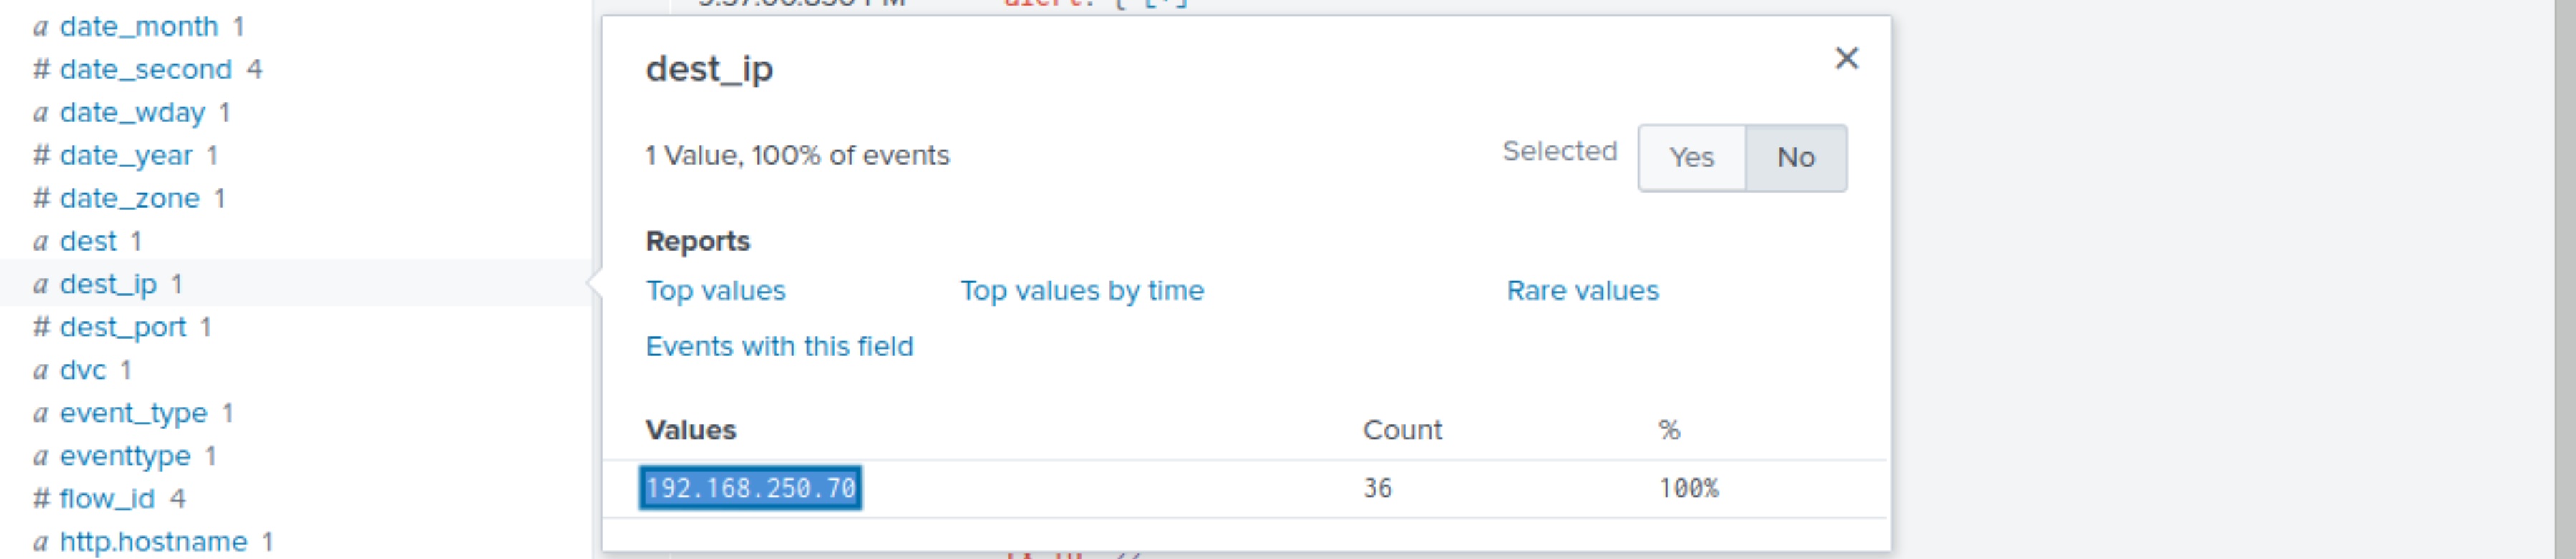 a date_month 1
# date_second 4
a date_wday 1
# date_year 1
# date_zone 1
a dest 1
a dest_ip 1
# dest_port 1
a dvc 1
a event_type 1
a eventtype 1
# flow_id 4
a http.hostname 1
dest_ip
1 Value, 100% of events
Selected Yes No
Reports
Top values Top values by time Rare values
Events with this field
Values Count %
192.168.250.70 36 100%